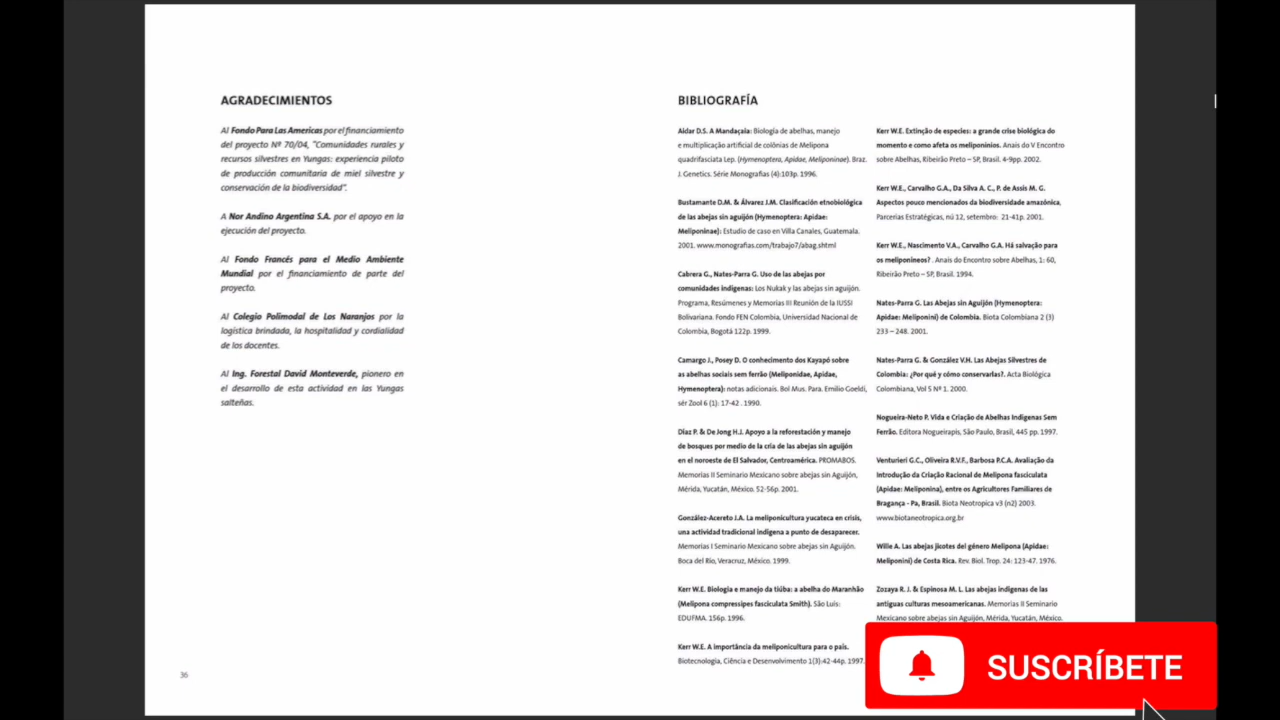 AGRADECIMIENTOS
Al Fondo Para Las Americas por el financiamiento
del proyecto Nº 70/04, "Comunidades rurales y
recursos silvestres en Yungas: experiencia piloto
de producción comunitaria de miel silvestre y
conservación de la biodiversidad".
A Nor Andino Argentina S.A. por el apoyo en la
ejecución del proyecto.
Al Fondo Francés para el Medio Ambiente
Mundial por el financiamiento de parte del
proyecto.
Al Colegio Polimodal de Los Naranjos por la
logística brindada, la hospitalidad y cordialidad
de los docentes.
Al Ing. Forestal David Monteverde, pionero en
el desarrollo de esta actividad en las Yungas
salteñas.
36
BIBLIOGRAFÍA
Aidar D.S. A Mandaçaia: Biologia de abelhas, manejo
e multiplicação artificial de colônias de Melipona
quadrifasciata Lep. (Hymenoptera, Apidae, Meliponinae). Braz.
J. Genetics. Série Monografias (4):103p. 1996.
Bustamante D.M. & Álvarez J.M. Clasificación etnobiológica
de las abejas sin aguijón (Hymenoptera: Apidae:
Meliponinae): Estudio de caso en Villa Canales, Guatemala.
2001. www.monografias.com/trabajo7/abag.shtml
Cabrera G., Nates-Parra G. Uso de las abejas por
comunidades indígenas: Los Nukak y las abejas sin aguijón.
Programa, Resúmenes y Memorias III Reunión de la IUSSI
Bolivariana. Fondo FEN Colombia, Universidad Nacional de
Colombia, Bogotá 122p. 1999.
Camargo J., Posey D. O conhecimento dos Kayapó sobre
as abelhas sociais sem ferrão (Meliponidae, Apidae,
Hymenoptera): notas adicionais. Bol Mus. Para. Emilio Goeldi,
sér Zool 6 (1): 17-42 . 1990.
Díaz P. & De Jong H.J. Apoyo a la reforestación y manejo
de bosques por medio de la cría de las abejas sin aguijón
en el noroeste de El Salvador, Centroamérica. PROMABOS.
Memorias II Seminario Mexicano sobre abejas sin Aguijón,
Mérida, Yucatán, México. 52-56p. 2001.
González-Acereto J.A. La meliponicultura yucateca en crisis,
una actividad tradicional indígena a punto de desaparecer.
Memorias I Seminario Mexicano sobre abejas sin Aguijón.
Boca del Río, Veracruz, México. 1999.
Kerr W.E. Biologia e manejo da tiúba: a abelha do Maranhão
(Melipona compressipes fasciculata Smith). São Luis:
EDUFMA. 156p. 1996.
Kerr W.E. A importância da meliponicultura para o país.
Biotecnologia, Ciência e Desenvolvimento 1(3):42-44p. 1997.
Kerr W.E. Extinção de especies: a grande crise biológica do
momento e como afeta os meliponínios. Anais do V Encontro
sobre Abelhas, Ribeirão Preto – SP, Brasil. 4-9pp. 2002.
Kerr W.E., Carvalho G.A., Da Silva A. C., P. de Assis M. G.
Aspectos pouco mencionados da biodiversidade amazônica,
Parcerias Estratégicas, nú 12, setembro: 21-41p. 2001.
Kerr W.E., Nascimento V.A., Carvalho G.A. Há salvação para
os meliponíneos? . Anais do Encontro sobre Abelhas, 1: 60,
Ribeirão Preto – SP, Brasil. 1994.
Nates-Parra G. Las Abejas sin Aguijón (Hymenoptera:
Apidae: Meliponini) de Colombia. Biota Colombiana 2 (3)
233 – 248. 2001.
Nates-Parra G. & González V.H. Las Abejas Silvestres de
Colombia: ¿Por qué y cómo conservarlas?. Acta Biológica
Colombiana, Vol 5 Nº 1. 2000.
Nogueira-Neto P. Vida e Criação de Abelhas Indígenas Sem
Ferrão. Editora Nogueirapis, São Paulo, Brasil, 445 pp. 1997.
Venturieri G.C., Oliveira R.V.F., Barbosa P.C.A. Avaliação da
Introdução da Criação Racional de Melipona fasciculata
(Apidae: Meliponina), entre os Agricultores Familiares de
Bragança - Pa, Brasil. Biota Neotropica v3 (n2) 2003.
www.biotaneotropica.org.br
Wille A. Las abejas jicotes del género Melipona (Apidae:
Meliponini) de Costa Rica. Rev. Biol. Trop. 24: 123-47. 1976.
Zozaya R. J. & Espinosa M. L. Las abejas indígenas de las
antiguas culturas mesoamericanas. Memorias II Seminario
Mexicano sobre abejas sin Aguijón, Mérida, Yucatán, México.
SUSCRÍBETE